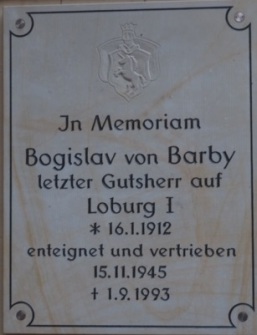 In Memoriam
Bogislav von Barby
letzter Gutsherr auf
Loburg I
* 16.1.1912
enteignet und vertrieben
15.11.1945
† 1.9.1993